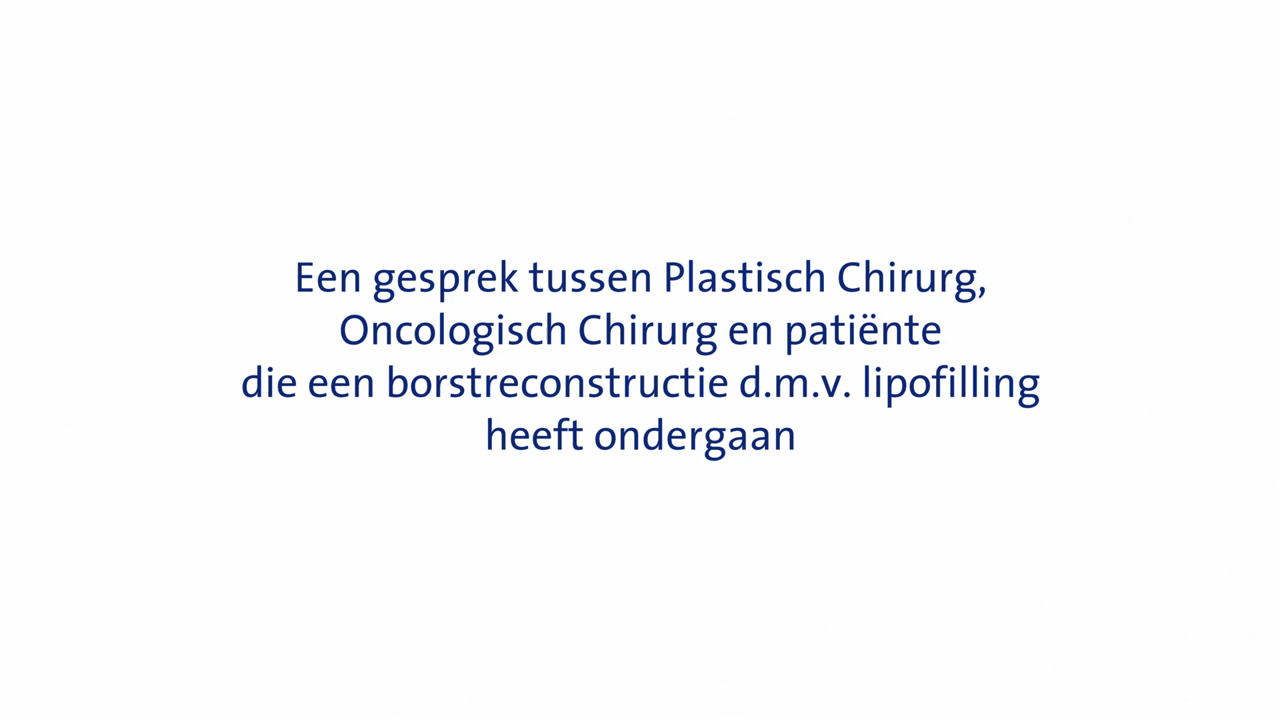 Een gesprek tussen Plastisch Chirurg,
Oncologisch Chirurg en patiënte
die een borstreconstructie d.m.v. lipofilling
heeft ondergaan